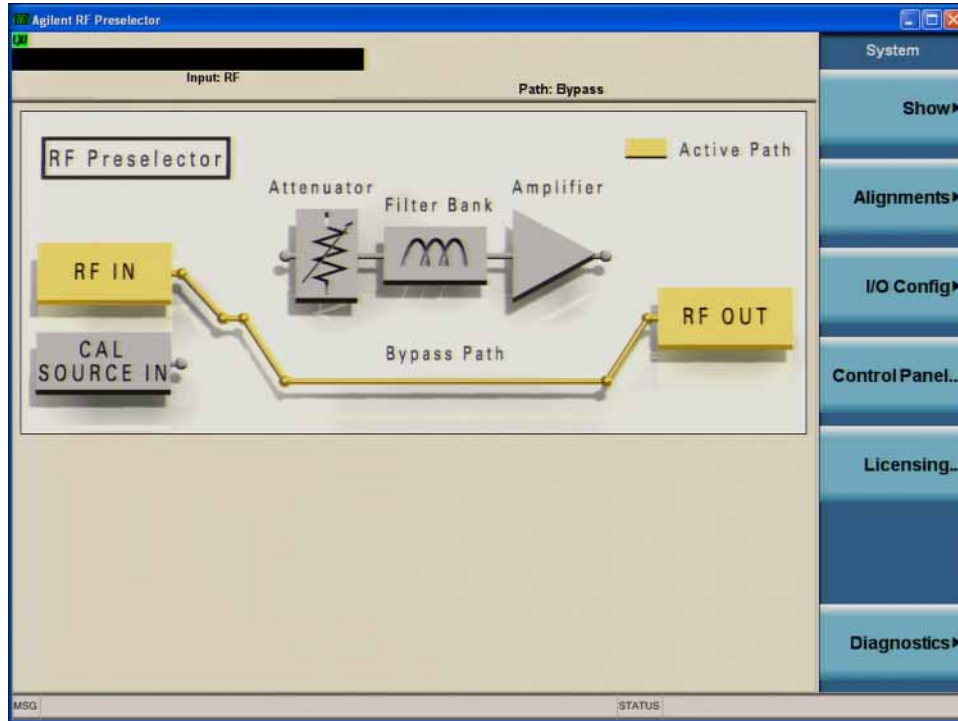 Agilent RF Preselector
LXI
Input: RF
Path: Bypass
RF Preselector
Active Path
Attenuator
Filter Bank
Amplifier
RF IN
CAL
SOURCE IN
Bypass Path
RF OUT
System
Show
Alignments
I/O Config
Control Panel...
Licensing...
Diagnostics
MSG
STATUS